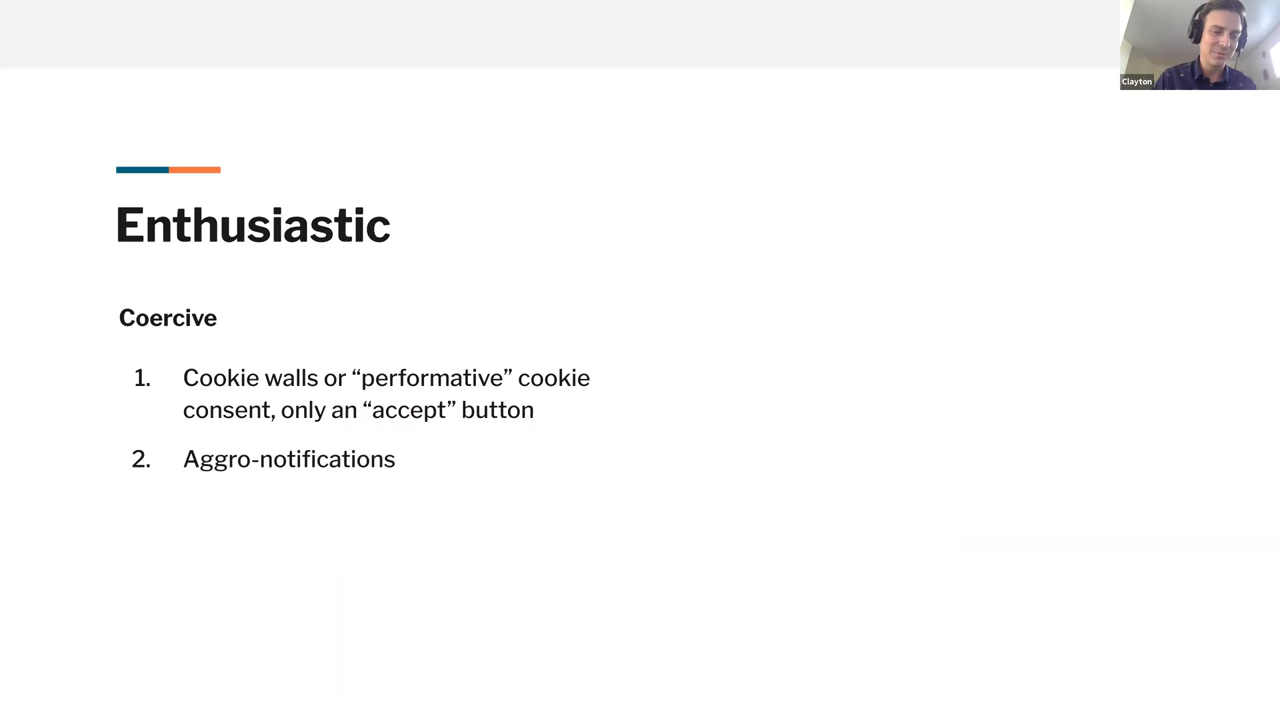 Clayton
Enthusiastic
Coercive
1. Cookie walls or “performative” cookie
consent, only an “accept” button
2. Aggro-notifications